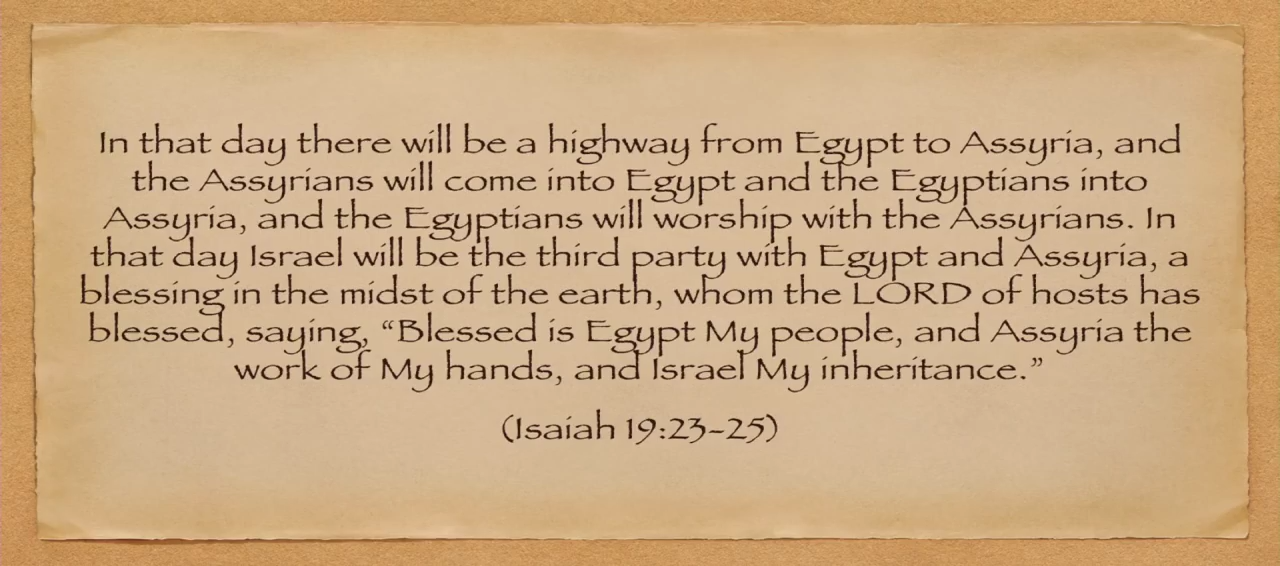 In that day there will be a highway from Egypt to Assyria, and
the Assyrians will come into Egypt and the Egyptians into
Assyria, and the Egyptians will worship with the Assyrians. In
that day Israel will be the third party with Egypt and Assyria, a
blessing in the midst of the earth, whom the LORD of hosts has
blessed, saying, “Blessed is Egypt My people, and Assyria the
work of My hands, and Israel My inheritance.”
(Isaiah 19:23–25)